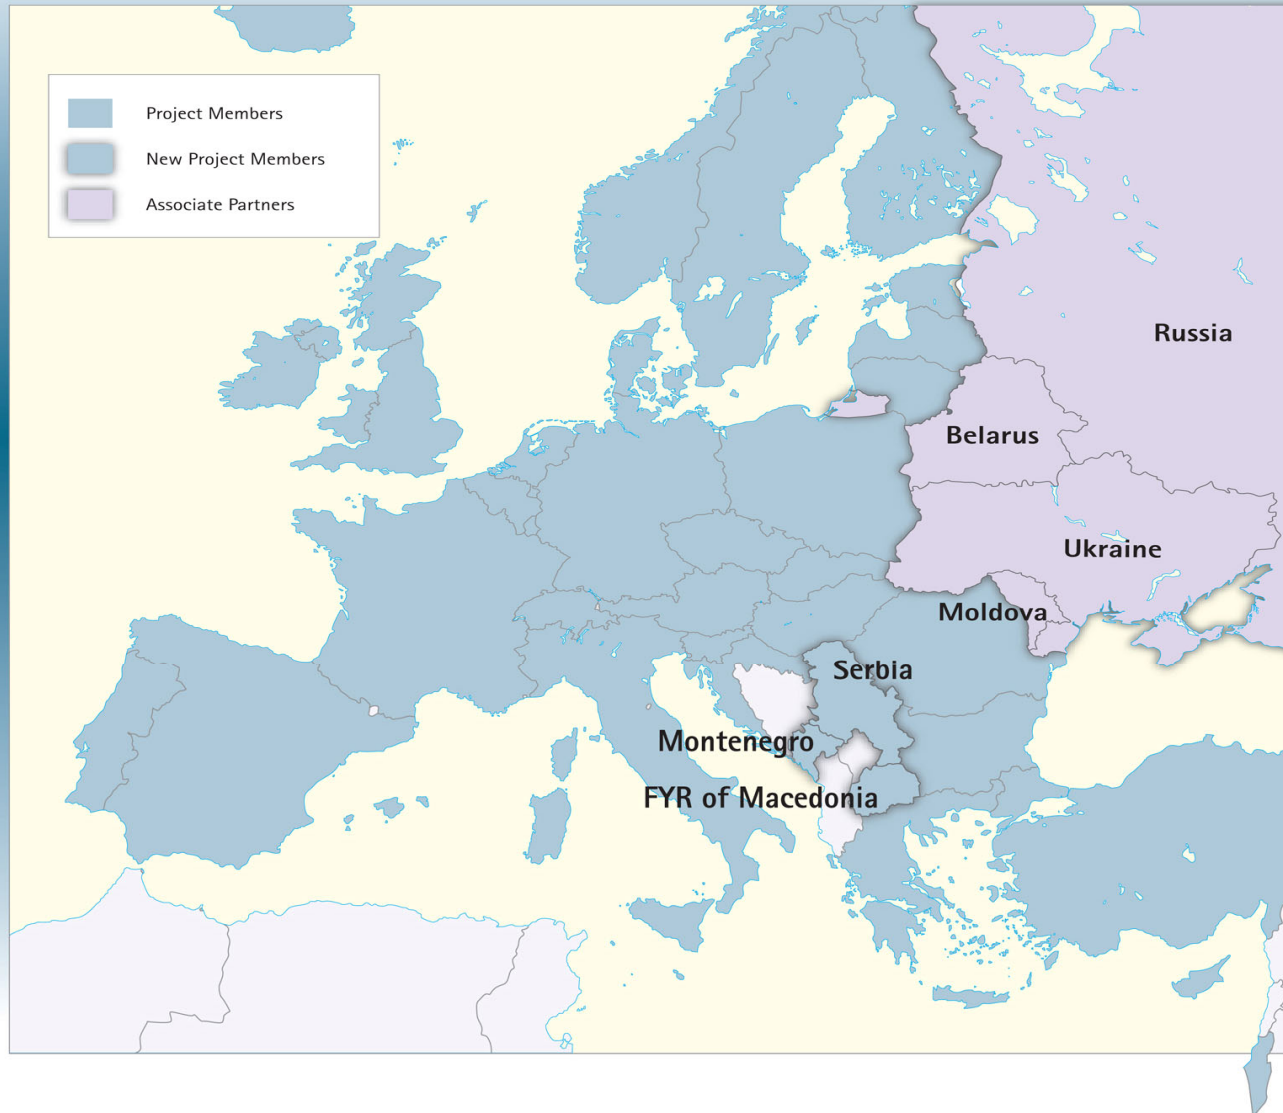 Project Members
New Project Members
Associate Partners
Russia
Belarus
Ukraine
Moldova
Serbia
Montenegro
FYR of Macedonia